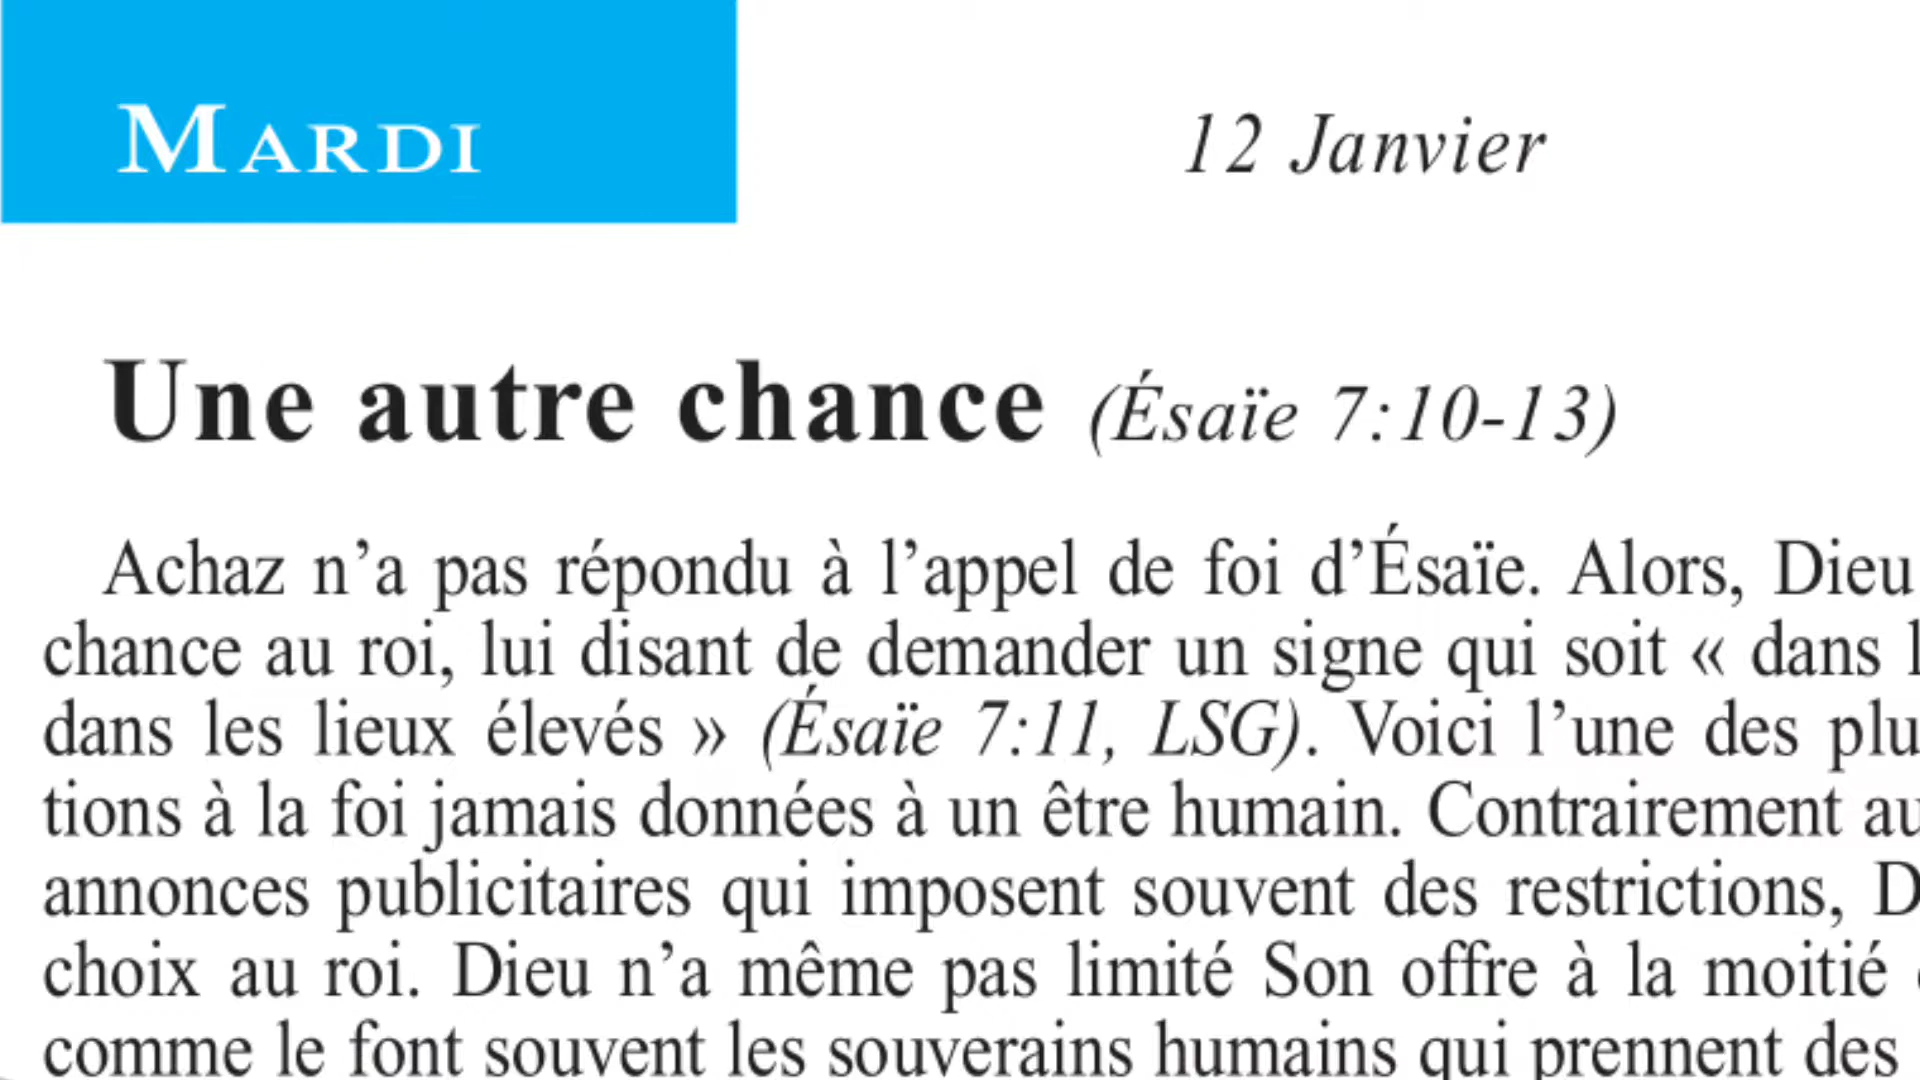 MARDI
12 Janvier
Une autre chance (Ésaïe 7:10-13)
Achaz n’a pas répondu à l’appel de foi d’Ésaïe. Alors, Dieu
chance au roi, lui disant de demander un signe qui soit « dans
dans les lieux élevés » (Ésaïe 7:11, LSG). Voici l’une des
tions à la foi jamais données à un être humain. Contrairement
annonces publicitaires qui imposent souvent des restrictions,
choix au roi. Dieu n’a même pas limité Son offre à la moitié
comme le font souvent les souverains humains qui prennent des